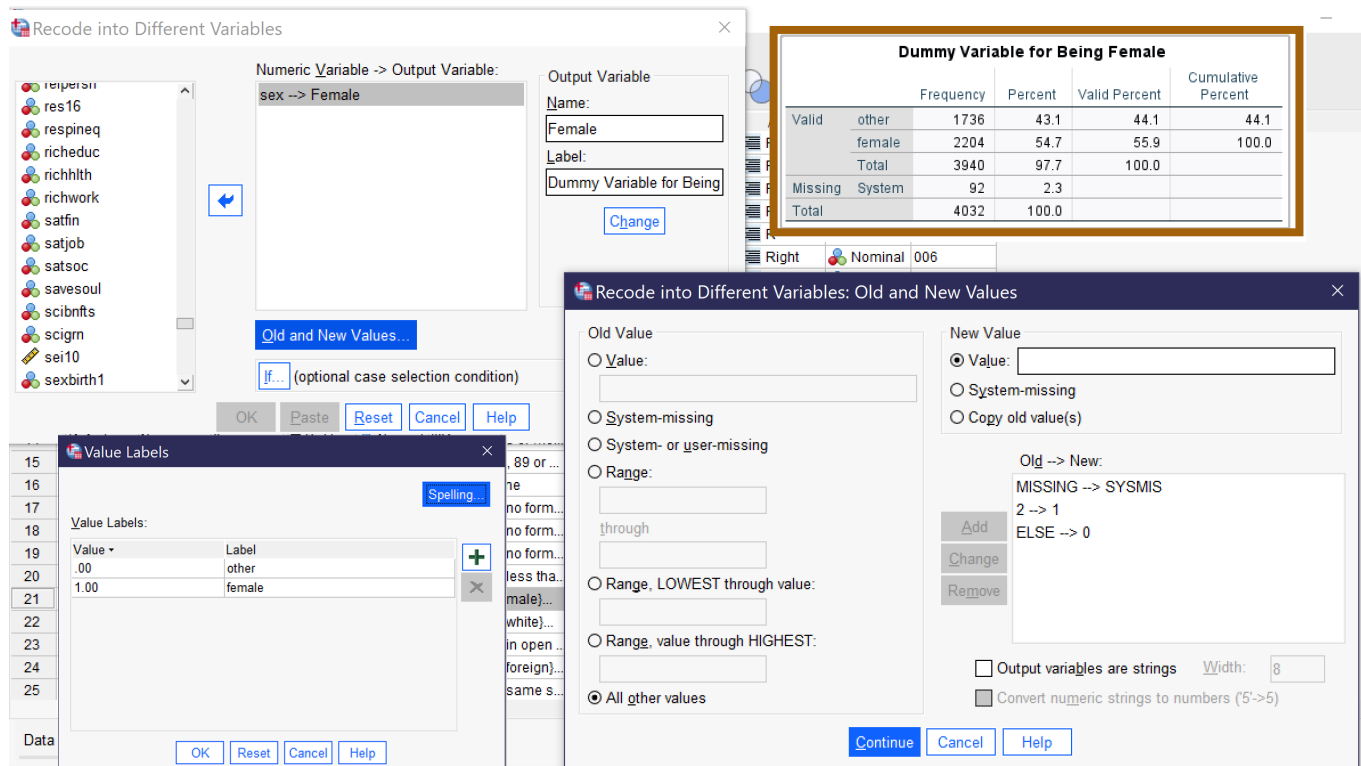 Recode into Different Variables
relpersn
res16
respineq
richeduc
richhlth
richwork
satfin
satjob
satsoc
savesoul
scibnfts
scigrn
sei10
sexbirth1
Numeric Variable -> Output Variable:
sex --> Female
Output Variable
Name:
Female
Label:
Dummy Variable for Being
Change
Old and New Values...
If... (optional case selection condition)
OK Paste Reset Cancel Help
Dummy Variable for Being Female
Frequency Percent Valid Percent Cumulative Percent
Valid other 1736 43.1 44.1 44.1
female 2204 54.7 55.9 100.0
Total 3940 97.7 100.0
Missing System 92 2.3
Total 4032 100.0
Right Nominal 006
15 , 89 or ...
16
17 no form...
18 no form...
19 no form...
20 less tha...
21 male}...
22 white}...
23 in open ...
24 foreign}...
25 same s...
Data
Value Labels
Spelling...
Value Labels:
Value Label
.00 other
1.00 female
OK Reset Cancel Help
Recode into Different Variables: Old and New Values
Old Value
Value:
System-missing
System- or user-missing
Range:
through
Range, LOWEST through value:
Range, value through HIGHEST:
All other values
New Value
Value:
System-missing
Copy old value(s)
Old --> New:
MISSING --> SYSMIS
2 --> 1
ELSE --> 0
Add
Change
Remove
Output variables are strings Width: 8
Convert numeric strings to numbers ('5'->5)
Continue Cancel Help